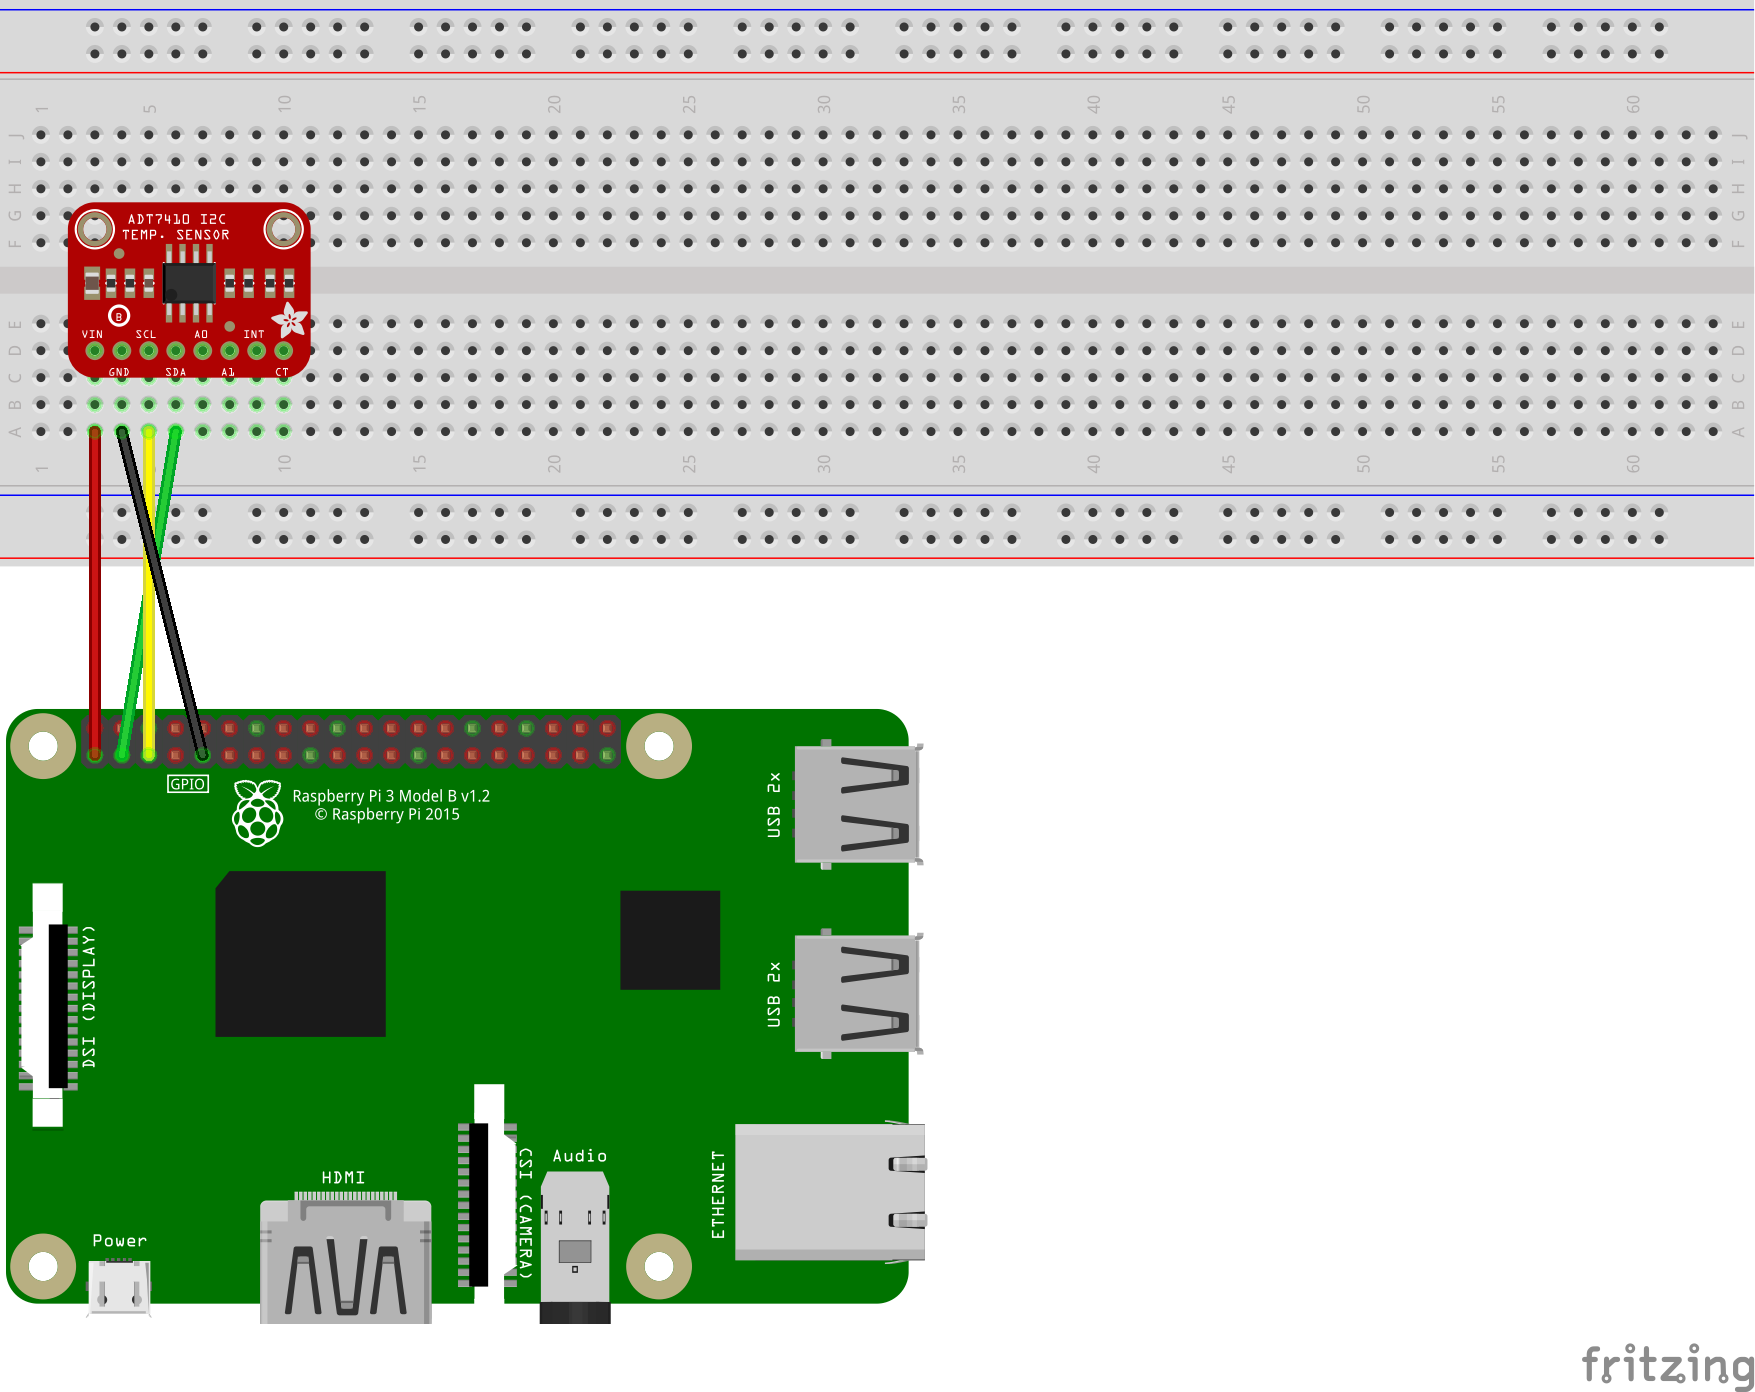 1 5 10 15 20 25 30 35 40 45 50 55 60
J J
I I
H H
G G
F F
ADT7410 I2C
TEMP. SENSOR
B
VIN SCL A0 INT
GND SDA A1 CT
E E
D D
C C
B B
A A
1 10 15 20 25 30 35 40 45 50 55 60
GPIO
Raspberry Pi 3 Model B v1.2
© Raspberry Pi 2015
USB 2x
USB 2x
DSI (DISPLAY)
HDMI
CSI (CAMERA)
Audio
ETHERNET
Power
fritzing